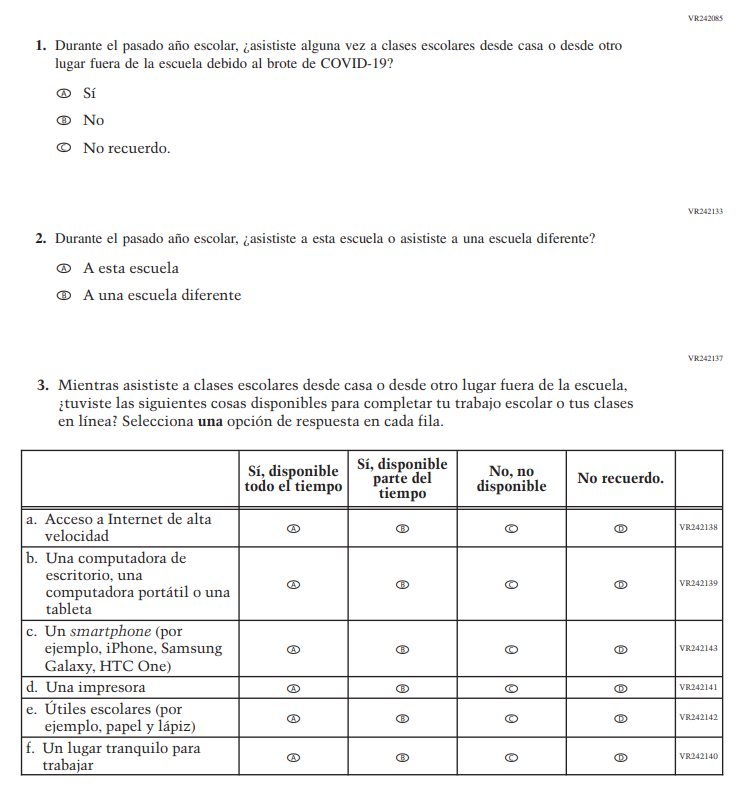 VR242085
1. Durante el pasado año escolar, ¿asististe alguna vez a clases escolares desde casa o desde otro
lugar fuera de la escuela debido al brote de COVID-19?
A Sí
B No
C No recuerdo.
VR242133
2. Durante el pasado año escolar, ¿asististe a esta escuela o asististe a una escuela diferente?
A A esta escuela
B A una escuela diferente
VR242137
3. Mientras asististe a clases escolares desde casa o desde otro lugar fuera de la escuela,
¿tuviste las siguientes cosas disponibles para completar tu trabajo escolar o tus clases
en línea? Selecciona una opción de respuesta en cada fila.
Sí, disponible
todo el tiempo
Sí, disponible
parte del
tiempo
No, no
disponible
No recuerdo.
a. Acceso a Internet de alta
velocidad
A B C D VR242138
b. Una computadora de
escritorio, una
computadora portátil o una
tableta
A B C D VR242139
c. Un smartphone (por
ejemplo, iPhone, Samsung
Galaxy, HTC One)
A B C D VR242143
d. Una impresora A B C D VR242141
e. Útiles escolares (por
ejemplo, papel y lápiz)
A B C D VR242142
f. Un lugar tranquilo para
trabajar
A B C D VR242140